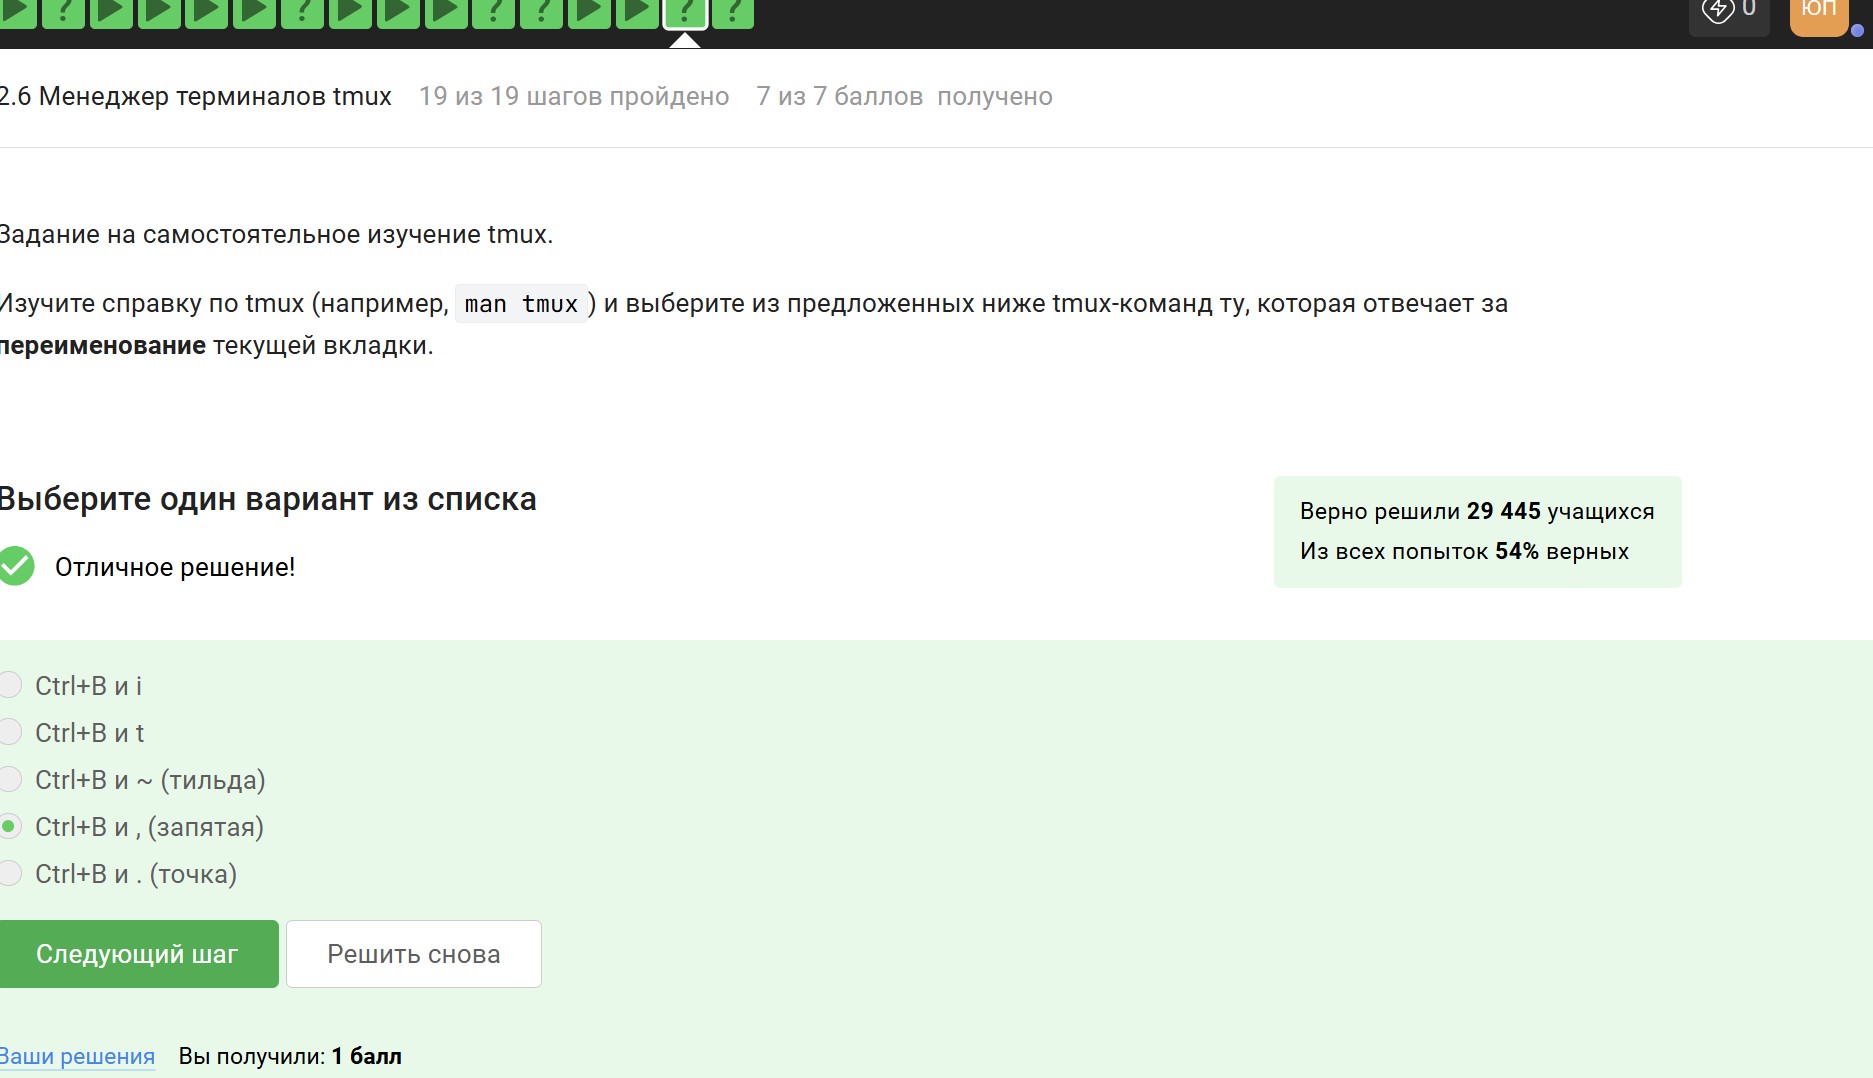 0
ЮП
2.6 Менеджер терминалов tmux 19 из 19 шагов пройдено 7 из 7 баллов получено
Задание на самостоятельное изучение tmux.
Изучите справку по tmux (например, man tmux) и выберите из предложенных ниже tmux-команд ту, которая отвечает за
переименование текущей вкладки.
Выберите один вариант из списка
Верно решили 29 445 учащихся
Из всех попыток 54% верных
Отличное решение!
Ctrl+B и i
Ctrl+B и t
Ctrl+B и ~ (тильда)
Ctrl+B и , (запятая)
Ctrl+B и . (точка)
Следующий шаг Решить снова
Ваши решения Вы получили: 1 балл